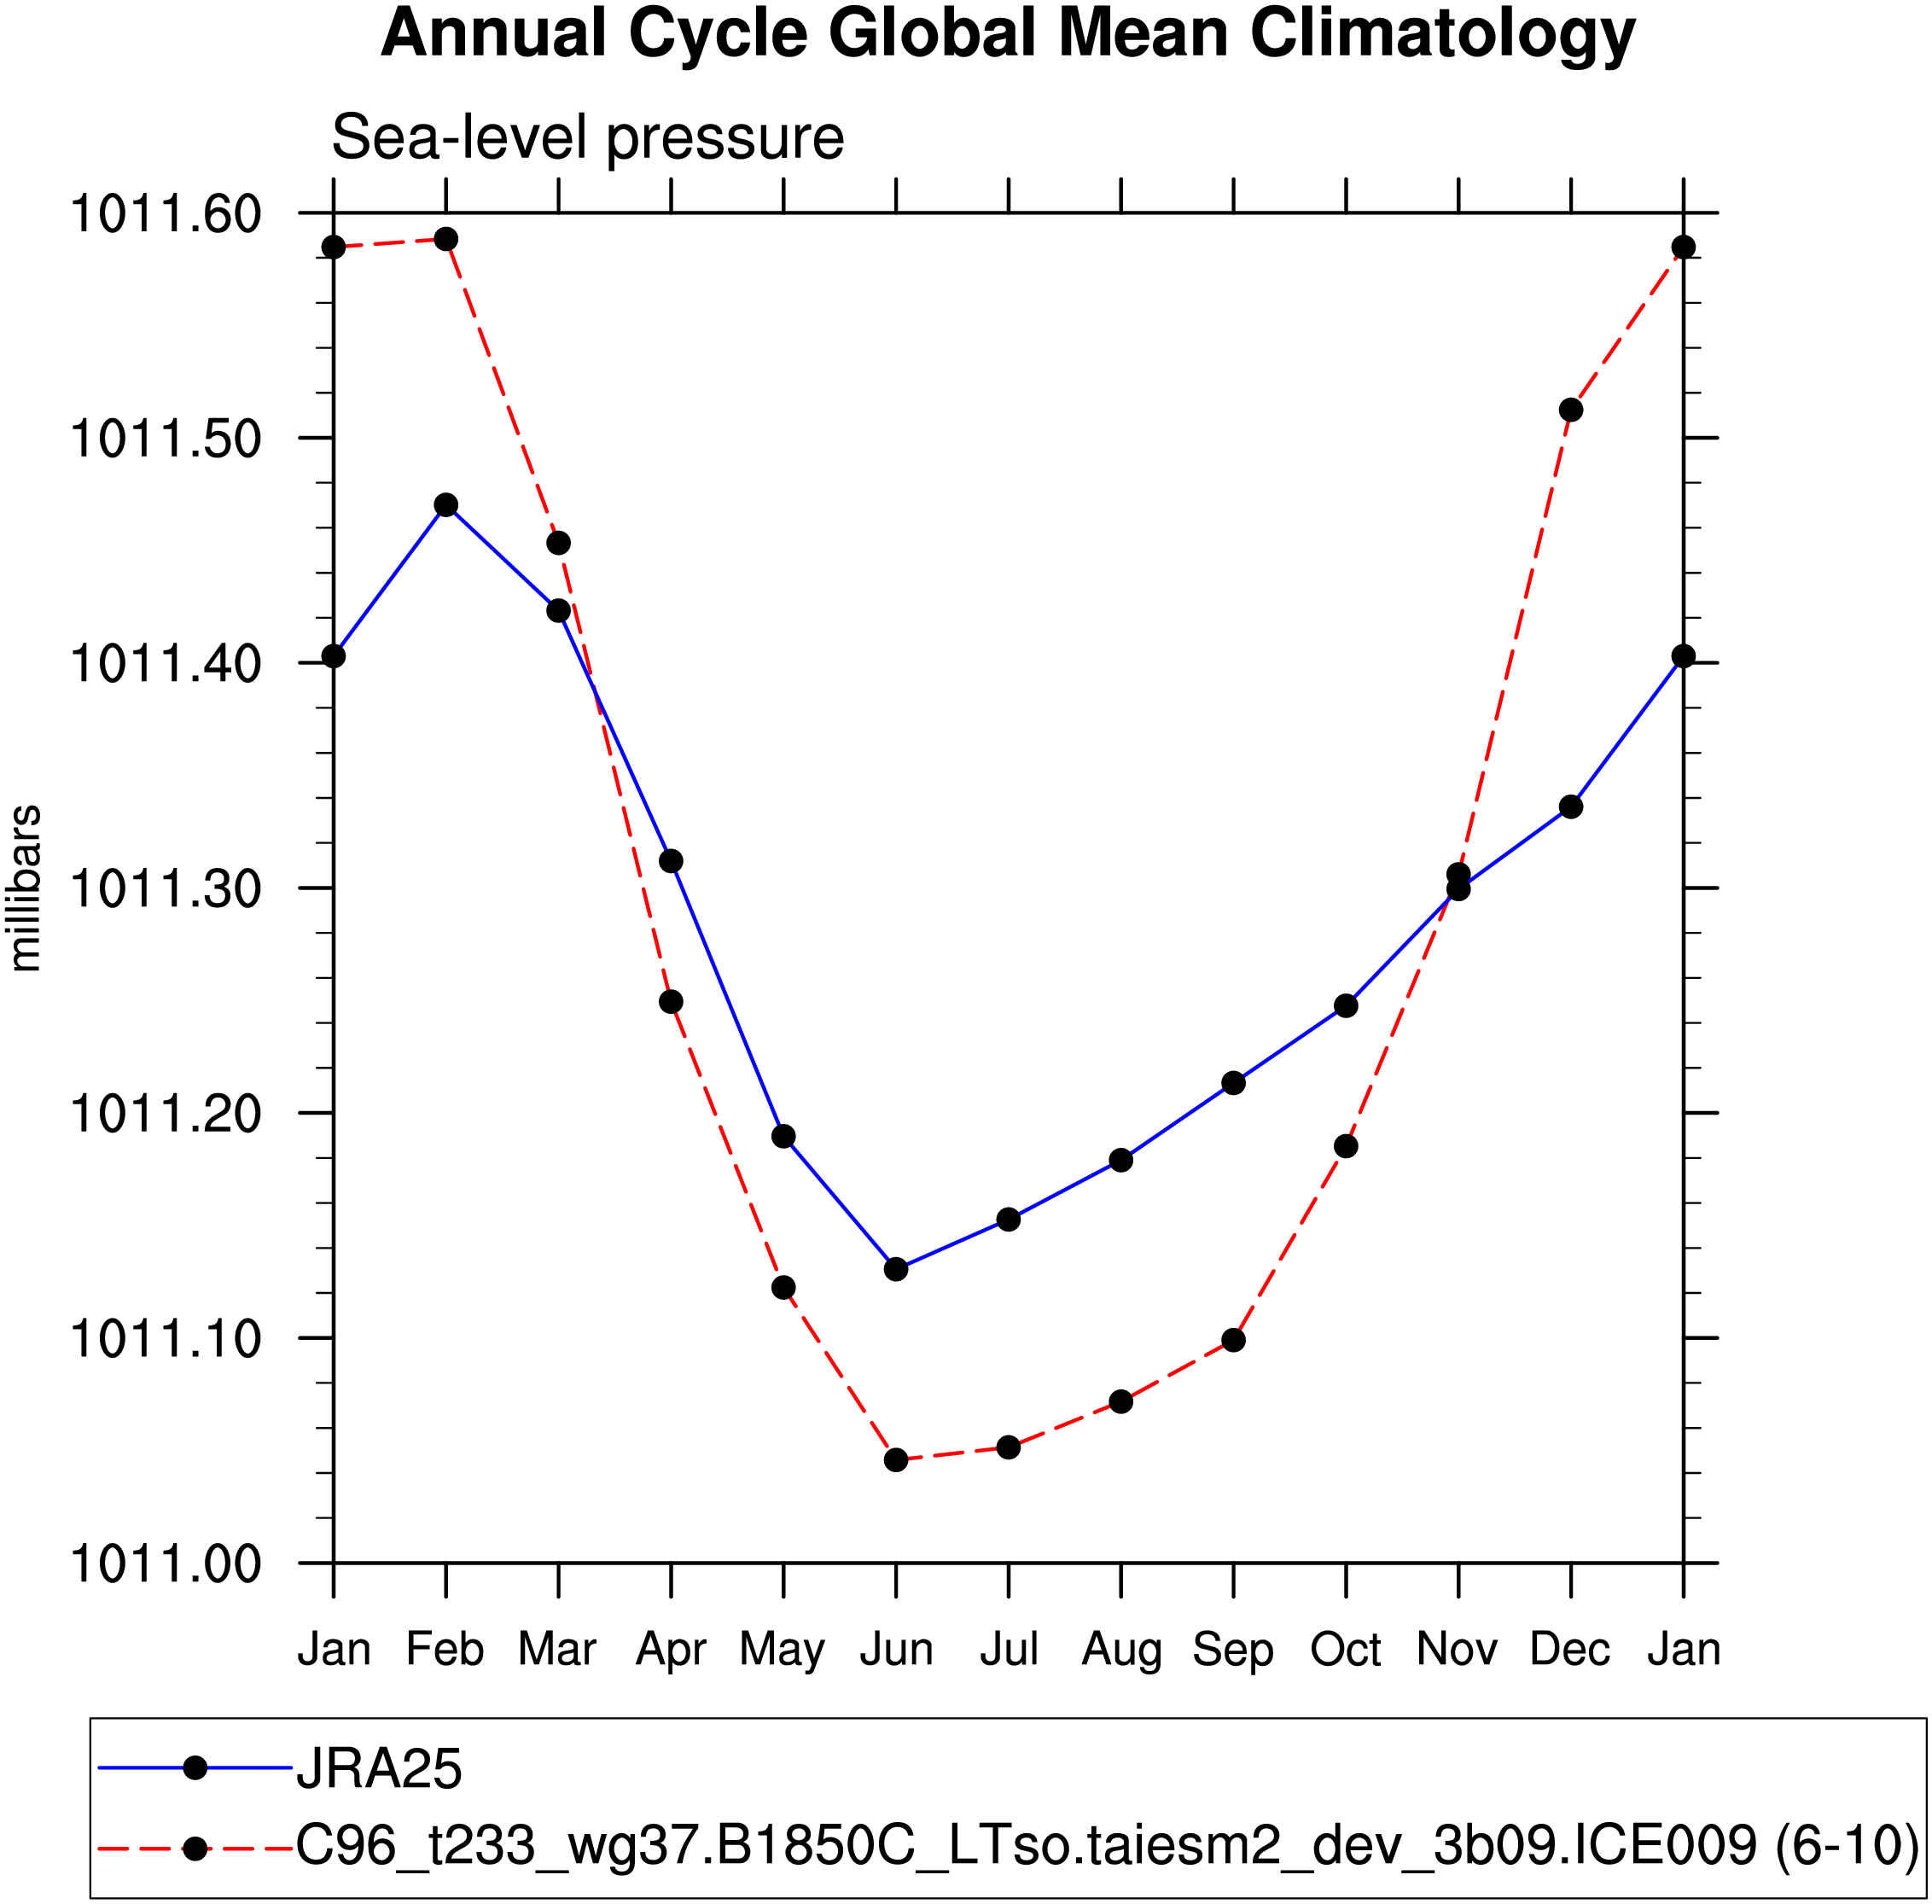 Annual Cycle Global Mean Climatology
Sea-level pressure
1011.60
1011.50
1011.40
1011.30
1011.20
1011.10
1011.00
millibars
Jan Feb Mar Apr May Jun Jul Aug Sep Oct Nov Dec Jan
JRA25
C96_t233_wg37.B1850C_LTso.taiesm2_dev_3b09.ICE009 (6-10)